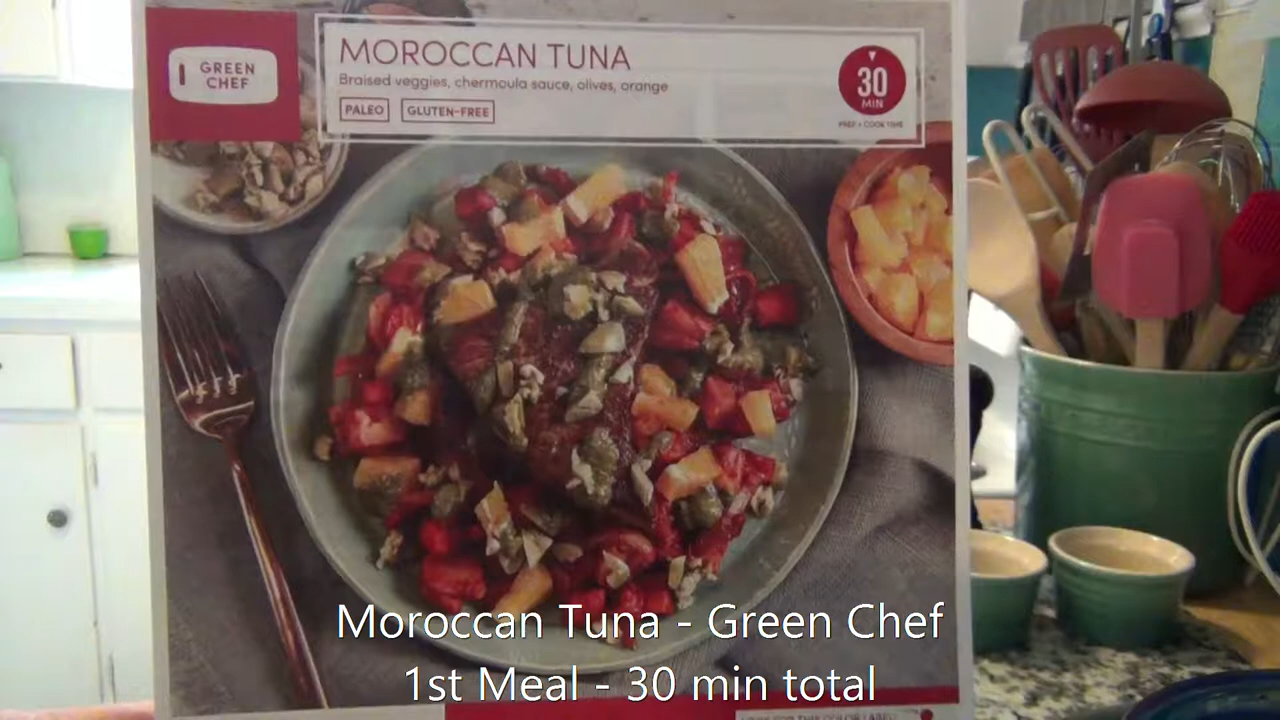 GREEN
CHEF
MOROCCAN TUNA
Braised veggies, chermoula sauce, olives, orange
PALEO GLUTEN-FREE
30
MIN
PREP + COOK TIME
Moroccan Tuna - Green Chef
1st Meal - 30 min total